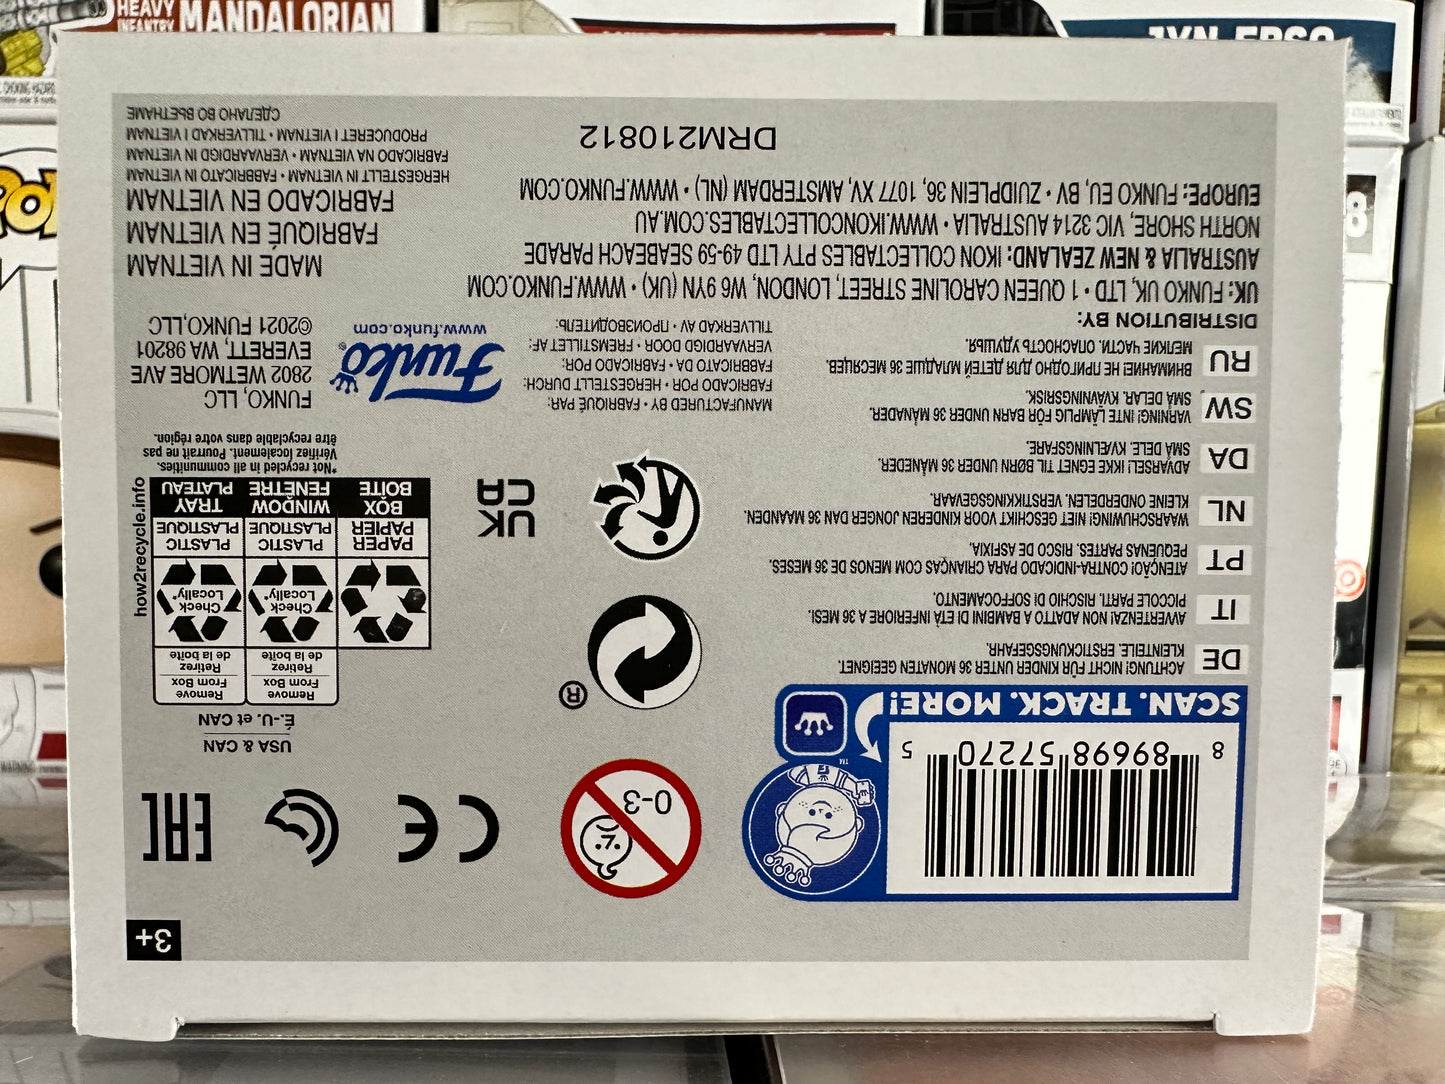 3+
SCAN. TRACK. MORE!
™
8 89698 57270 5
0-3
CE
EAC
USA & CAN
É.-U. et CAN
Remove
From Box
Retirez
de la boîte
Remove
From Box
Retirez
de la boîte
Check
Locally*
Check
Locally*
PAPER
PAPIER
BOX
BOÎTE
PLASTIC
PLASTIQUE
WINDOW
FENÊTRE
PLASTIC
PLASTIQUE
TRAY
PLATEAU
how2recycle.info
*Not recycled in all communities.
Vérifiez localement. Pourrait ne pas
être recyclable dans votre région.
®
UK
CA
DE
ACHTUNG! NICHT FÜR KINDER UNTER 36 MONATEN GEEIGNET.
KLEINTEILE. ERSTICKUNGSGEFAHR.
IT
AVVERTENZA! NON ADATTO A BAMBINI DI ETÀ INFERIORE A 36 MESI.
PICCOLE PARTI. RISCHIO DI SOFFOCAMENTO.
PT
ATENÇÃO! CONTRA-INDICADO PARA CRIANÇAS COM MENOS DE 36 MESES.
PEQUENAS PARTES. RISCO DE ASFIXIA.
NL
WAARSCHUWING! NIET GESCHIKT VOOR KINDEREN JONGER DAN 36 MAANDEN.
KLEINE ONDERDELEN. VERSTIKKINGSGEVAAR.
DA
ADVARSEL! IKKE EGNET TIL BØRN UNDER 36 MÅNEDER.
SMÅ DELE. KVÆLNINGSFARE.
SW
VARNING! INTE LÄMPLIG FÖR BARN UNDER 36 MÅNADER.
SMÅ DELAR. KVÄVNINGSRISK.
RU
ВНИМАНИЕ НЕ ПРИГОДНО ДЛЯ ДЕТЕЙ МЛАДШЕ 36 МЕСЯЦЕВ.
МЕЛКИЕ ЧАСТИ. ОПАСНОСТЬ УДУШЬЯ.
MANUFACTURED BY • FABRIQUÉ PAR:
FABRICADO POR • HERGESTELLT DURCH:
FABRICATO DA • FABRICADO POR:
VERVAARDIGD DOOR • FREMSTILLET AF:
TILLVERKAD AV • ПРОИЗВОДИТЕЛЬ:
Funko®
www.funko.com
FUNKO, LLC
2802 WETMORE AVE
EVERETT, WA 98201
©2021 FUNKO,LLC
DISTRIBUTION BY:
UK: FUNKO UK, LTD • 1 QUEEN CAROLINE STREET, LONDON, W6 9YN (UK) • WWW.FUNKO.COM
AUSTRALIA & NEW ZEALAND: IKON COLLECTABLES PTY LTD 49-59 SEABEACH PARADE
NORTH SHORE, VIC 3214 AUSTRALIA • WWW.IKONCOLLECTABLES.COM.AU
EUROPE: FUNKO EU, BV • ZUIDPLEIN 36, 1077 XV, AMSTERDAM (NL) • WWW.FUNKO.COM
MADE IN VIETNAM
FABRIQUÉ EN VIETNAM
FABRICADO EN VIETNAM
HERGESTELLT IN VIETNAM • FABBRICATO IN VIETNAM
FABRICADO NA VIETNAM • VERVAARDIGD IN VIETNAM
PRODUCERET I VIETNAM • TILLVERKAD I VIETNAM
СДЕЛАНО ВО ВЬЕТНАМЕ
DRM210812
HEAVY
INFANTRY MANDALORIAN
JYN ERSO
8